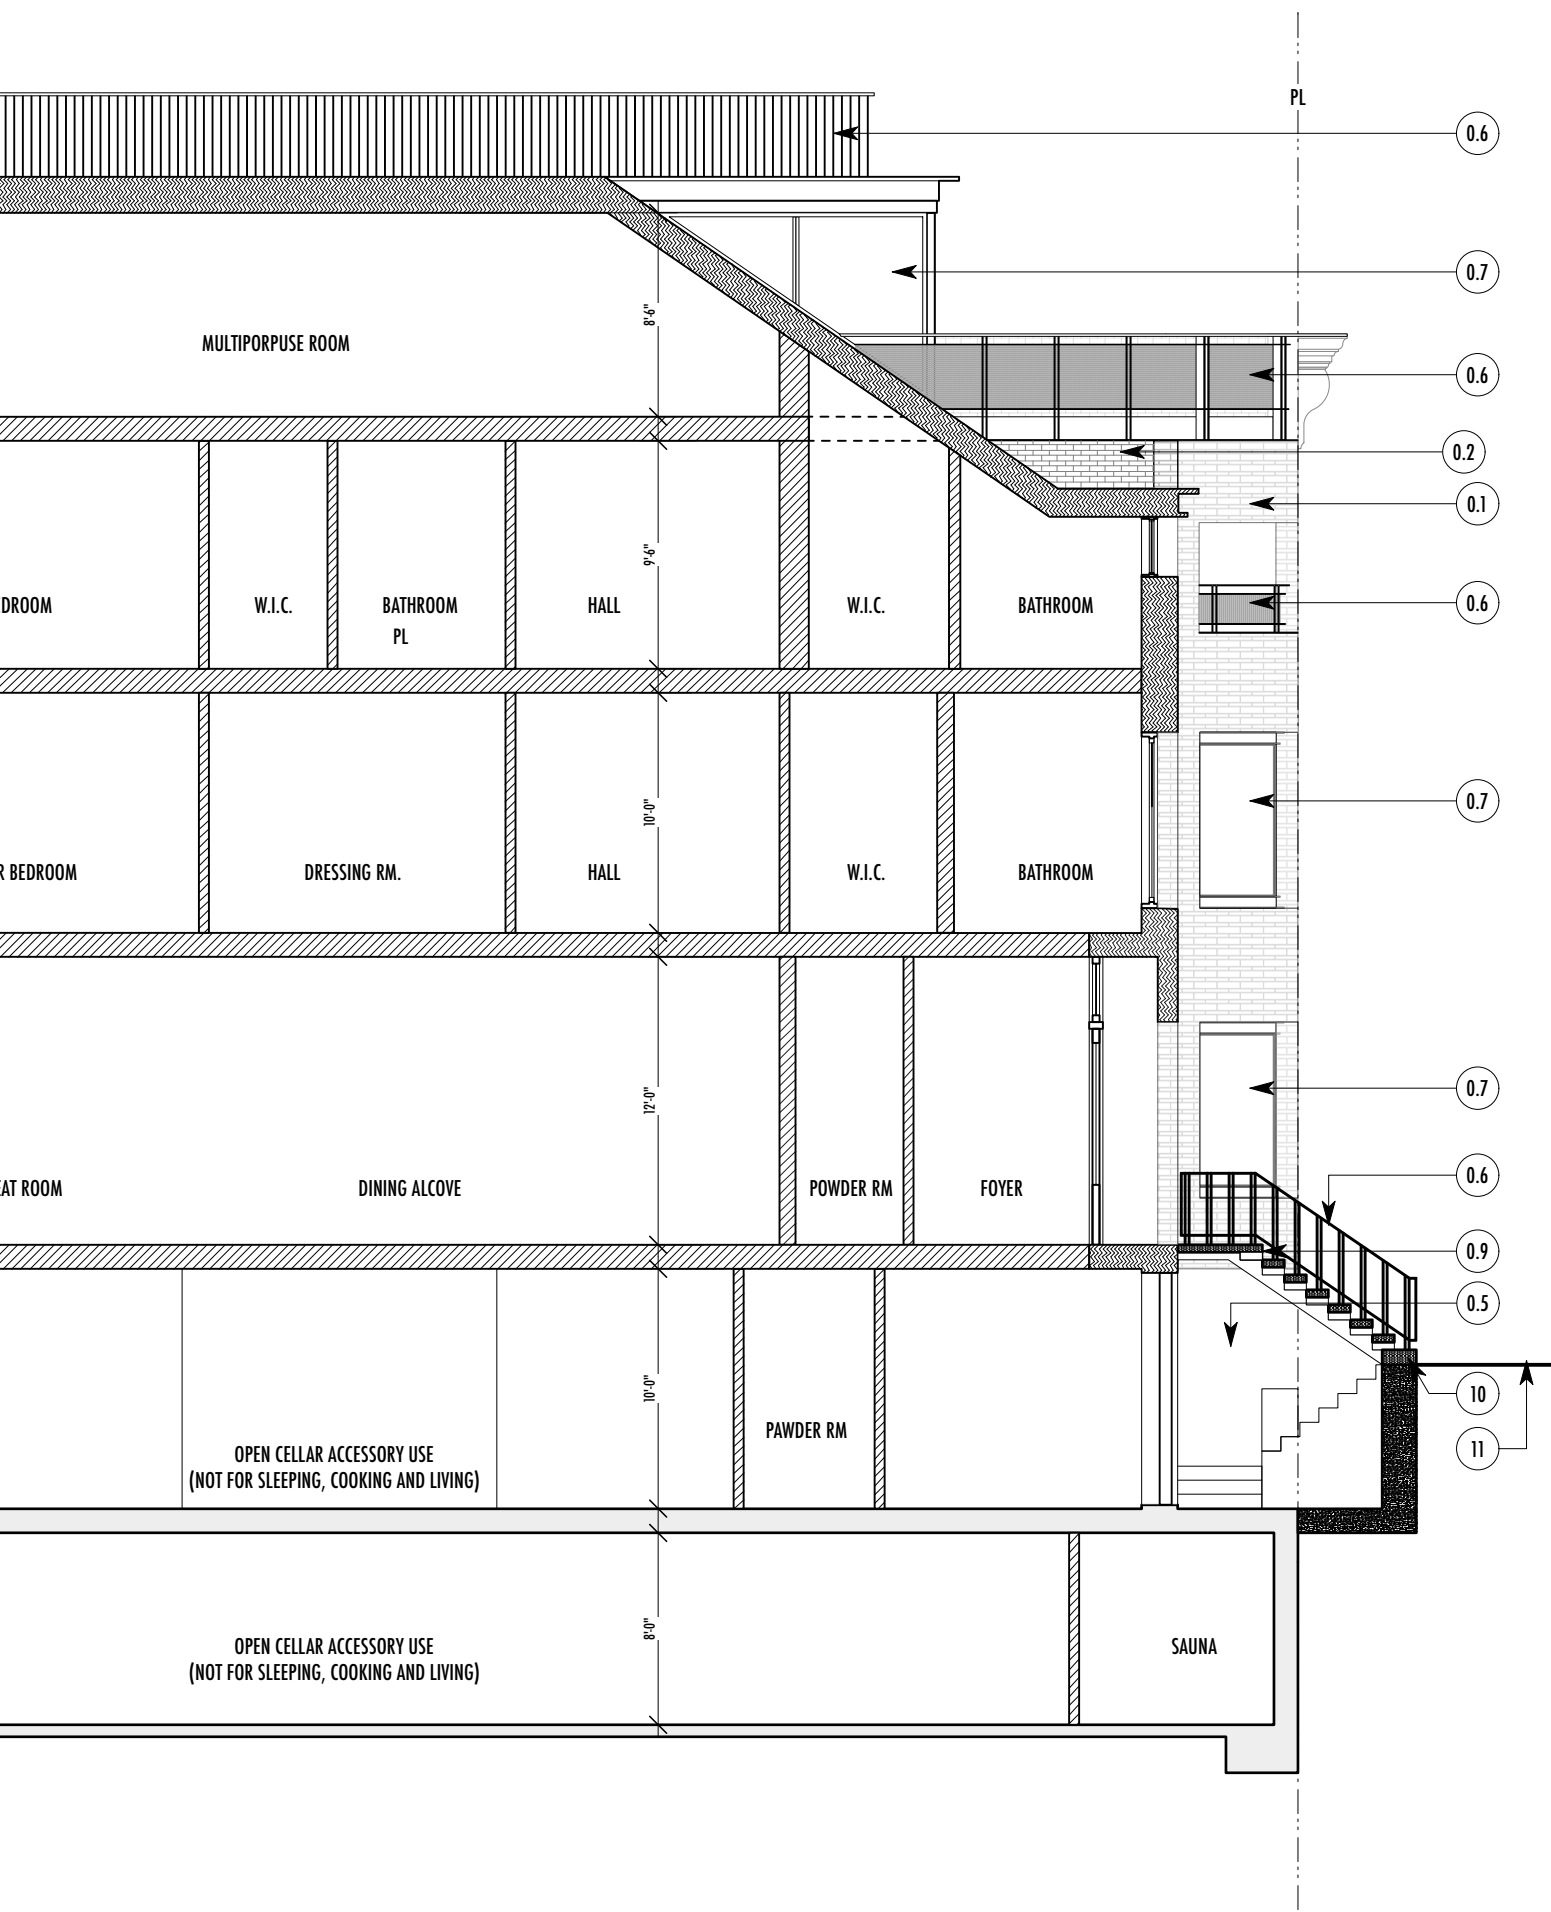 PL
0.6
0.7
8'-6"
MULTIPORPUSE ROOM
0.6
0.2
0.1
9'-6"
0.6
DROOM
W.I.C.
BATHROOM
HALL
W.I.C.
BATHROOM
PL
0.7
10'-0"
R BEDROOM
DRESSING RM.
HALL
W.I.C.
BATHROOM
0.7
12'-0"
0.6
EAT ROOM
DINING ALCOVE
POWDER RM
FOYER
0.9
0.5
10'-0"
10
PAWDER RM
11
OPEN CELLAR ACCESSORY USE
(NOT FOR SLEEPING, COOKING AND LIVING)
8'-0"
OPEN CELLAR ACCESSORY USE
(NOT FOR SLEEPING, COOKING AND LIVING)
SAUNA